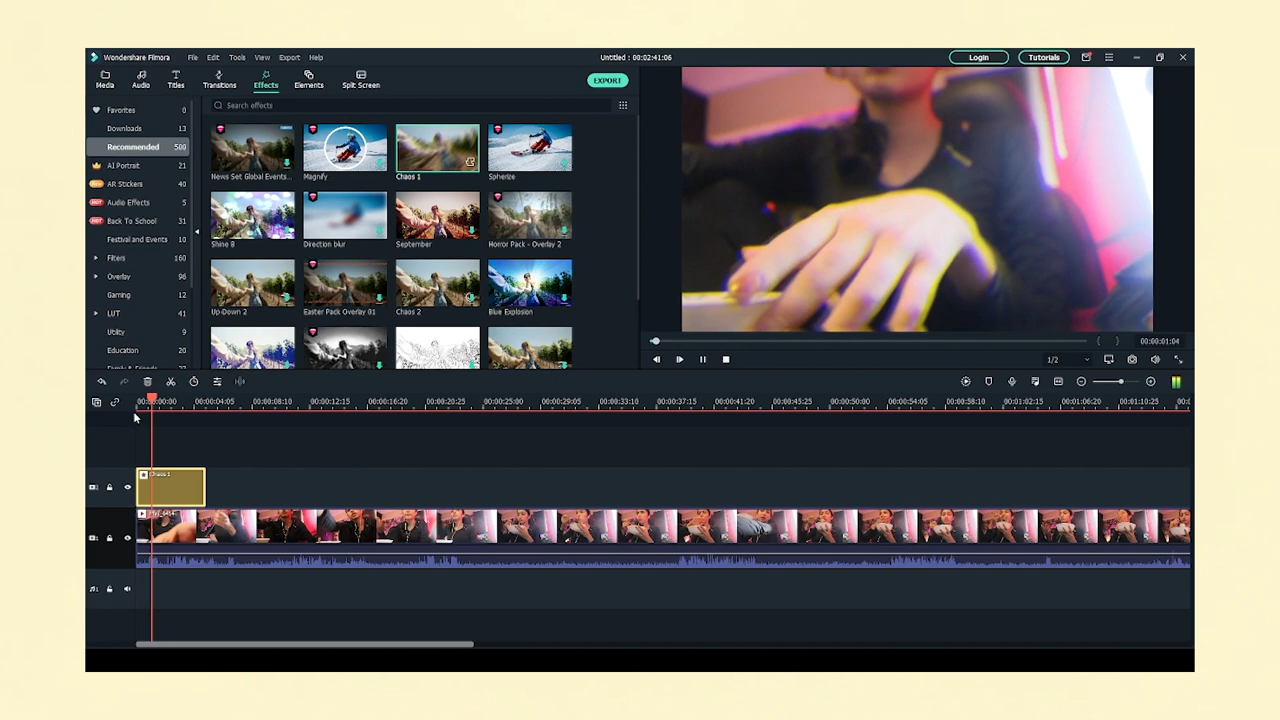 Wondershare Filmora File Edit Tools View Export Help Untitled : 00:02:41:06 Login Tutorials
Media Audio Titles Transitions Effects Elements Split Screen EXPORT
Search effects
Favorites 0
Downloads 13
Recommended 500
AI Portrait 21
AR Stickers 40
HOT Audio Effects 5
HOT Back To School 31
Festival and Events 10
Filters 160
Overlay 96
Gaming 12
LUT 41
Utility 9
Education 20
News Set Global Events... Magnify Chaos 1 Spherize
Shine 8 Direction blur September Horror Pack - Overlay 2
Up-Down 2 Easter Pack Overlay 01 Chaos 2 Blue Explosion
00:00:01:04
1/2
00:00:04:05 00:00:08:10 00:00:12:15 00:00:16:20 00:00:20:25 00:00:25:00 00:00:29:05 00:00:33:10 00:00:37:15 00:00:41:20 00:00:45:25 00:00:50:00 00:00:54:05 00:00:58:10 00:01:02:15 00:01:06:20 00:01:10:25
Chaos 1